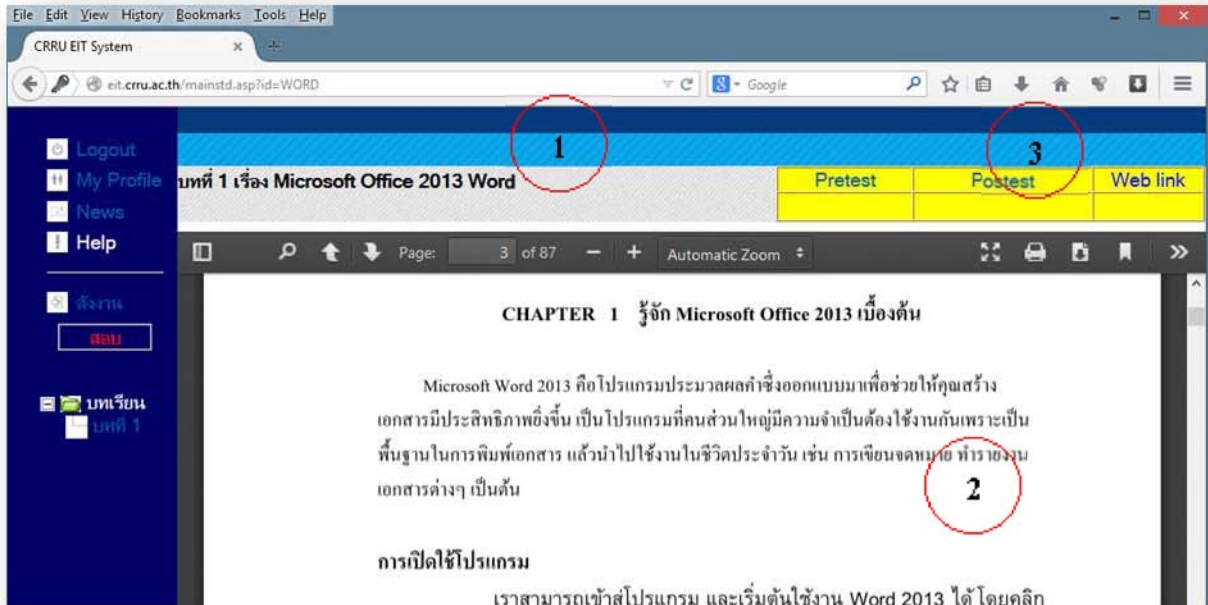 File Edit View History Bookmarks Tools Help
CRRU EIT System
eit.crru.ac.th/mainstd.asp?id=WORD
Google
1
3
Logout
My Profile
News
Help
สั่งงาน
สอบ
บทเรียน
บทที่ 1
บทที่ 1 เรื่อง Microsoft Office 2013 Word
Pretest Postest Web link
Page: 3 of 87 Automatic Zoom
CHAPTER 1 รู้จัก Microsoft Office 2013 เบื้องต้น
Microsoft Word 2013 คือโปรแกรมประมวลผลคำซึ่งออกแบบมาเพื่อช่วยให้คุณสร้าง
เอกสารมีประสิทธิภาพยิ่งขึ้น เป็นโปรแกรมที่คนส่วนใหญ่มีความจำเป็นต้องใช้งานกันเพราะเป็น
พื้นฐานในการพิมพ์เอกสาร แล้วนำไปใช้งานในชีวิตประจำวัน เช่น การเขียนจดหมาย ทำรายงาน
เอกสารต่างๆ เป็นต้น
2
การเปิดใช้โปรแกรม
เราสามารถเข้าสู่โปรแกรม และเริ่มต้นใช้งาน Word 2013 ได้ โดยคลิก